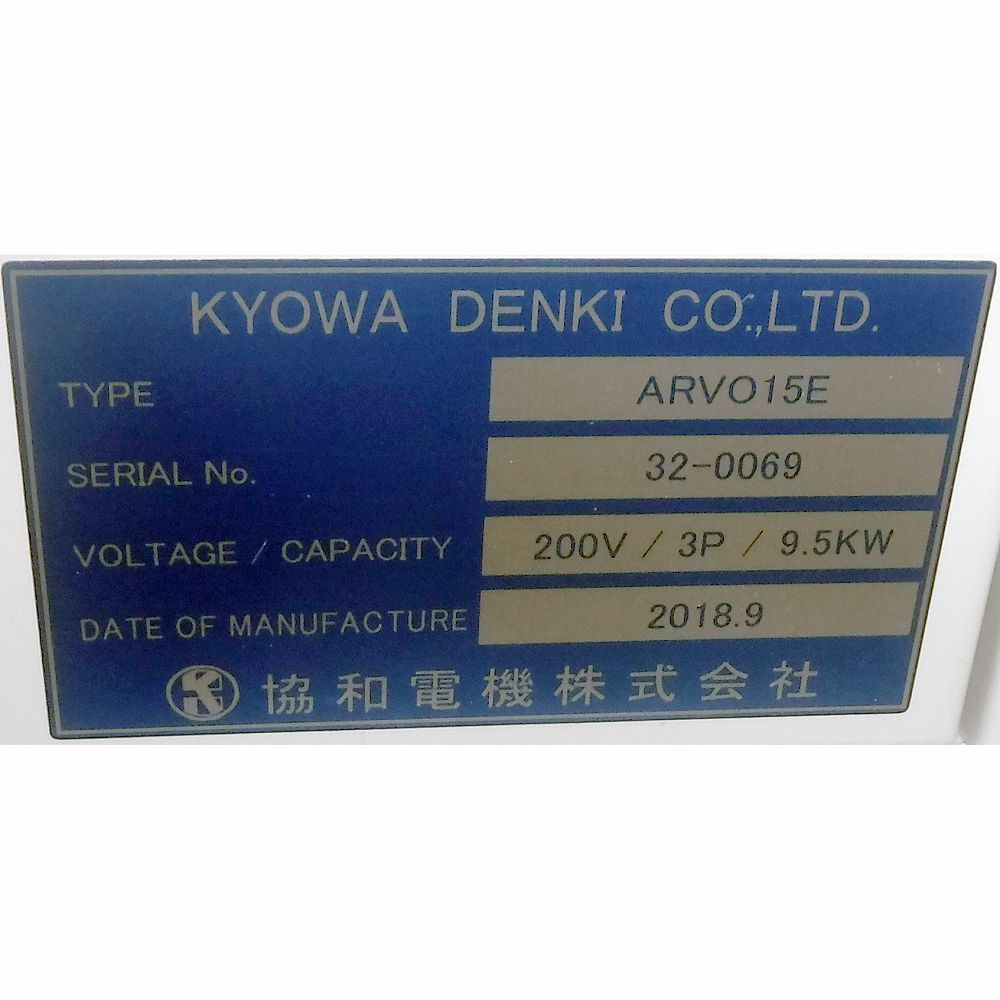 KYOWA DENKI CO.,LTD.
TYPE ARVO15E
SERIAL No. 32-0069
VOLTAGE / CAPACITY 200V / 3P / 9.5KW
DATE OF MANUFACTURE 2018.9
協和電機株式会社